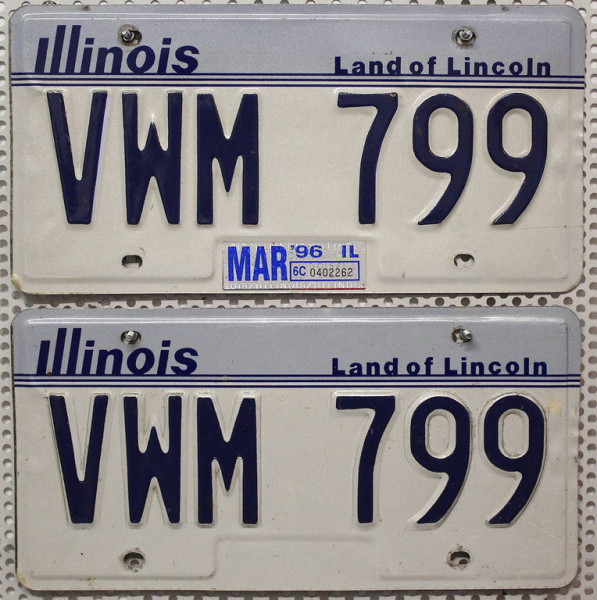 Illinois Land of Lincoln
VWM 799
MAR '96 IL
6C 0402262
Illinois Land of Lincoln
VWM 799